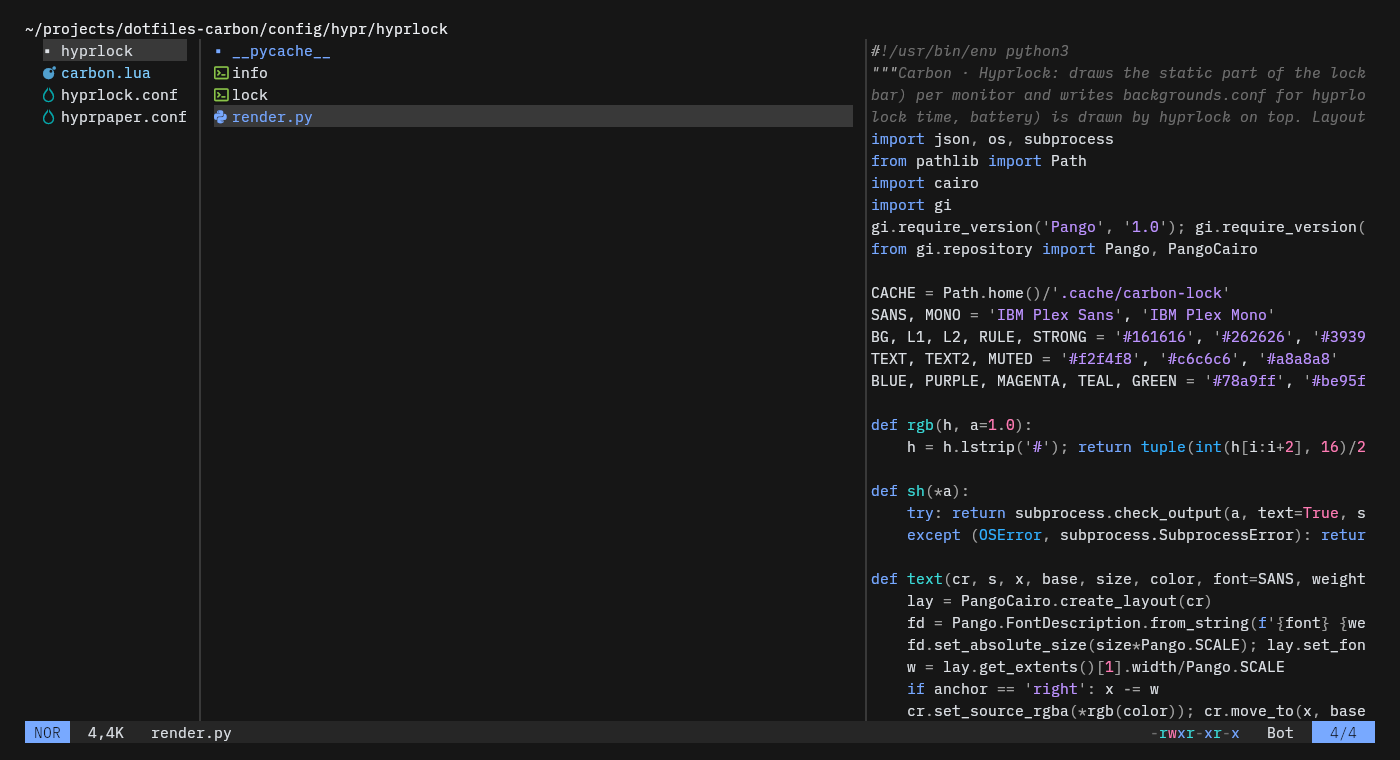 ~/projects/dotfiles-carbon/config/hypr/hyprlock
hyprlock
carbon.lua
hyprlock.conf
hyprpaper.conf
__pycache__
info
lock
render.py
#!/usr/bin/env python3
"""Carbon · Hyprlock: draws the static part of the lock
bar) per monitor and writes backgrounds.conf for hyprlo
lock time, battery) is drawn by hyprlock on top. Layout
import json, os, subprocess
from pathlib import Path
import cairo
import gi
gi.require_version('Pango', '1.0'); gi.require_version(
from gi.repository import Pango, PangoCairo
CACHE = Path.home()/'.cache/carbon-lock'
SANS, MONO = 'IBM Plex Sans', 'IBM Plex Mono'
BG, L1, L2, RULE, STRONG = '#161616', '#262626', '#3939
TEXT, TEXT2, MUTED = '#f2f4f8', '#c6c6c6', '#a8a8a8'
BLUE, PURPLE, MAGENTA, TEAL, GREEN = '#78a9ff', '#be95f
def rgb(h, a=1.0):
    h = h.lstrip('#'); return tuple(int(h[i:i+2], 16)/2
def sh(*a):
    try: return subprocess.check_output(a, text=True, s
    except (OSError, subprocess.SubprocessError): retur
def text(cr, s, x, base, size, color, font=SANS, weight
    lay = PangoCairo.create_layout(cr)
    fd = Pango.FontDescription.from_string(f'{font} {we
    fd.set_absolute_size(size*Pango.SCALE); lay.set_fon
    w = lay.get_extents()[1].width/Pango.SCALE
    if anchor == 'right': x -= w
    cr.set_source_rgba(*rgb(color)); cr.move_to(x, base
NOR 4,4K render.py -rwxr-xr-x Bot 4/4